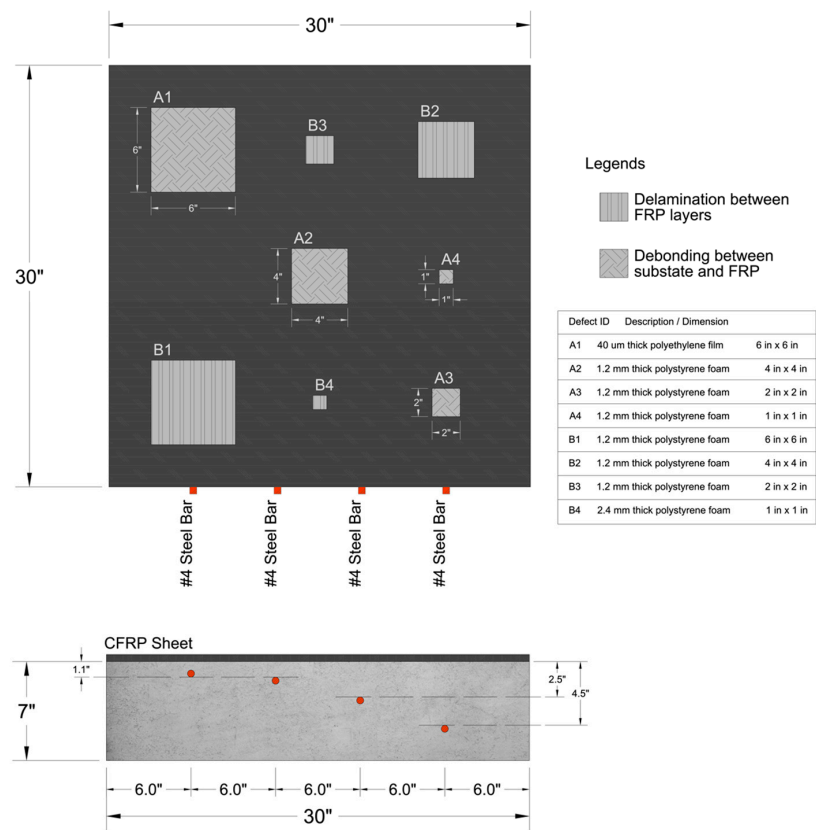 30"
A1
B3
B2
6"
6"
30"
A2
A4
4"
1"
4"
1"
B1
B4
A3
2"
2"
#4 Steel Bar
#4 Steel Bar
#4 Steel Bar
#4 Steel Bar
Legends
Delamination between
FRP layers
Debonding between
substate and FRP
Defect ID Description / Dimension
A1 40 um thick polyethylene film 6 in x 6 in
A2 1.2 mm thick polystyrene foam 4 in x 4 in
A3 1.2 mm thick polystyrene foam 2 in x 2 in
A4 1.2 mm thick polystyrene foam 1 in x 1 in
B1 1.2 mm thick polystyrene foam 6 in x 6 in
B2 1.2 mm thick polystyrene foam 4 in x 4 in
B3 1.2 mm thick polystyrene foam 2 in x 2 in
B4 2.4 mm thick polystyrene foam 1 in x 1 in
CFRP Sheet
1.1"
7"
2.5"
4.5"
6.0" 6.0" 6.0" 6.0" 6.0"
30"